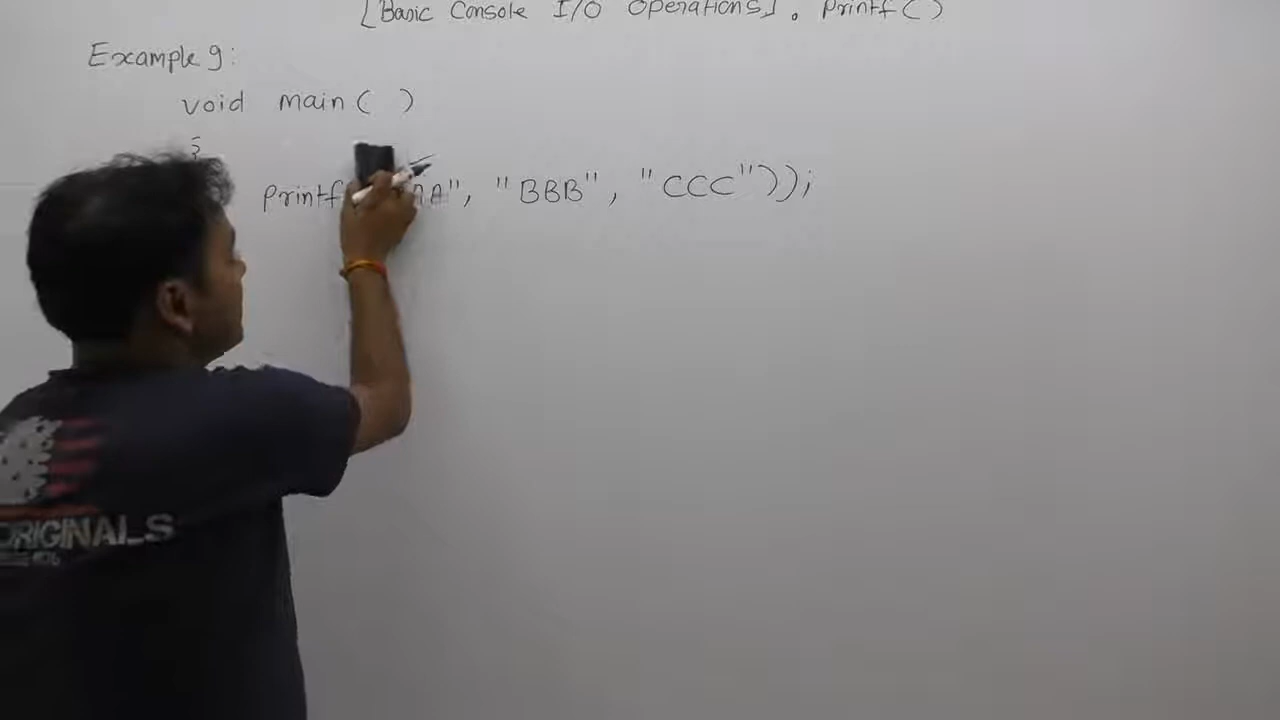 [Basic Console I/O Operations]. Printf ( )
Example 9:
void main ( )
{
Printf A", "BBB", "CCC"));
ORIGINALS